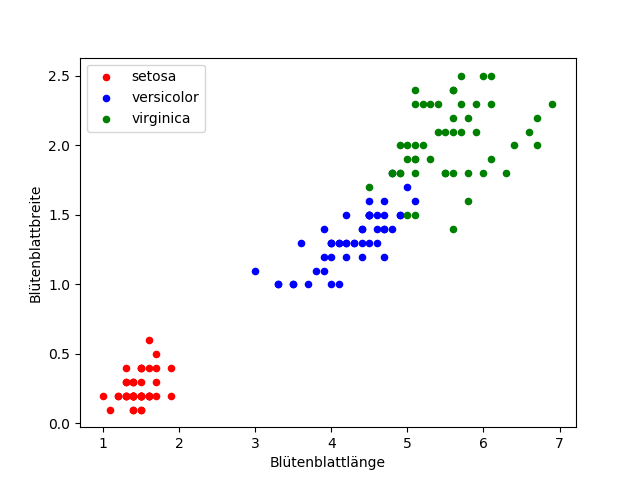 setosa
versicolor
virginica
2.5
2.0
1.5
1.0
0.5
0.0
Blütenblattbreite
1 2 3 4 5 6 7
Blütenblattlänge